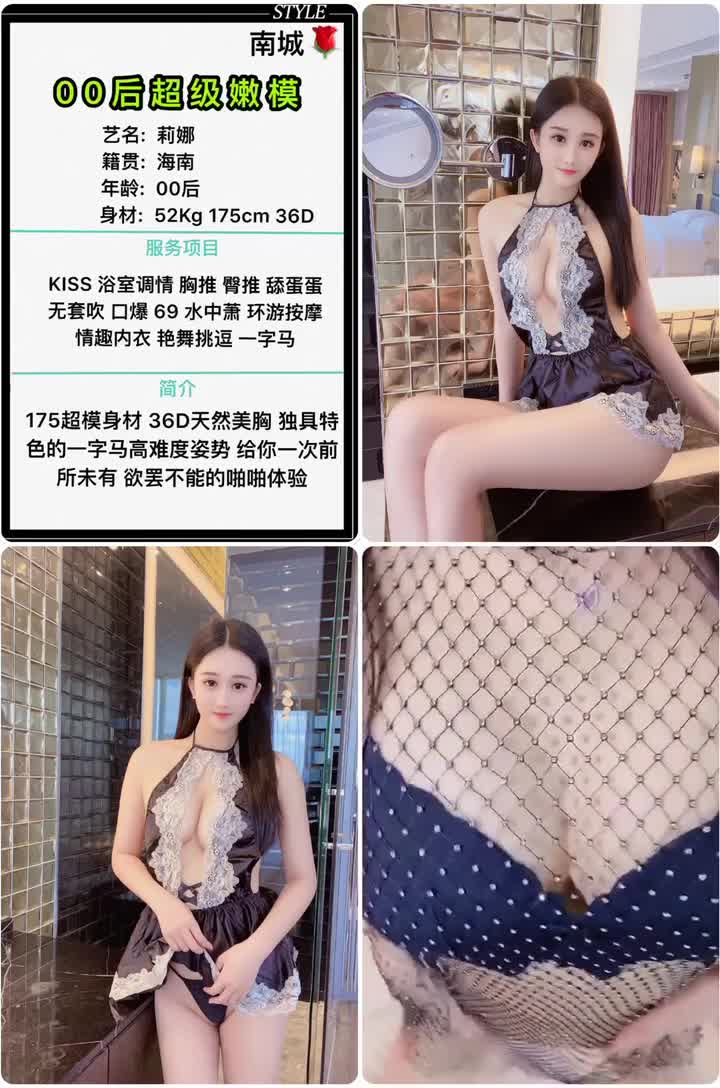 STYLE
南城🌹
00后超级嫩模
艺名: 莉娜
籍贯: 海南
年龄: 00后
身材: 52Kg 175cm 36D
服务项目
KISS 浴室调情 胸推 臀推 舔蛋蛋
无套吹 口爆 69 水中萧 环游按摩
情趣内衣 艳舞挑逗 一字马
简介
175超模身材 36D天然美胸 独具特
色的一字马高难度姿势 给你一次前
所未有 欲罢不能的啪啪体验